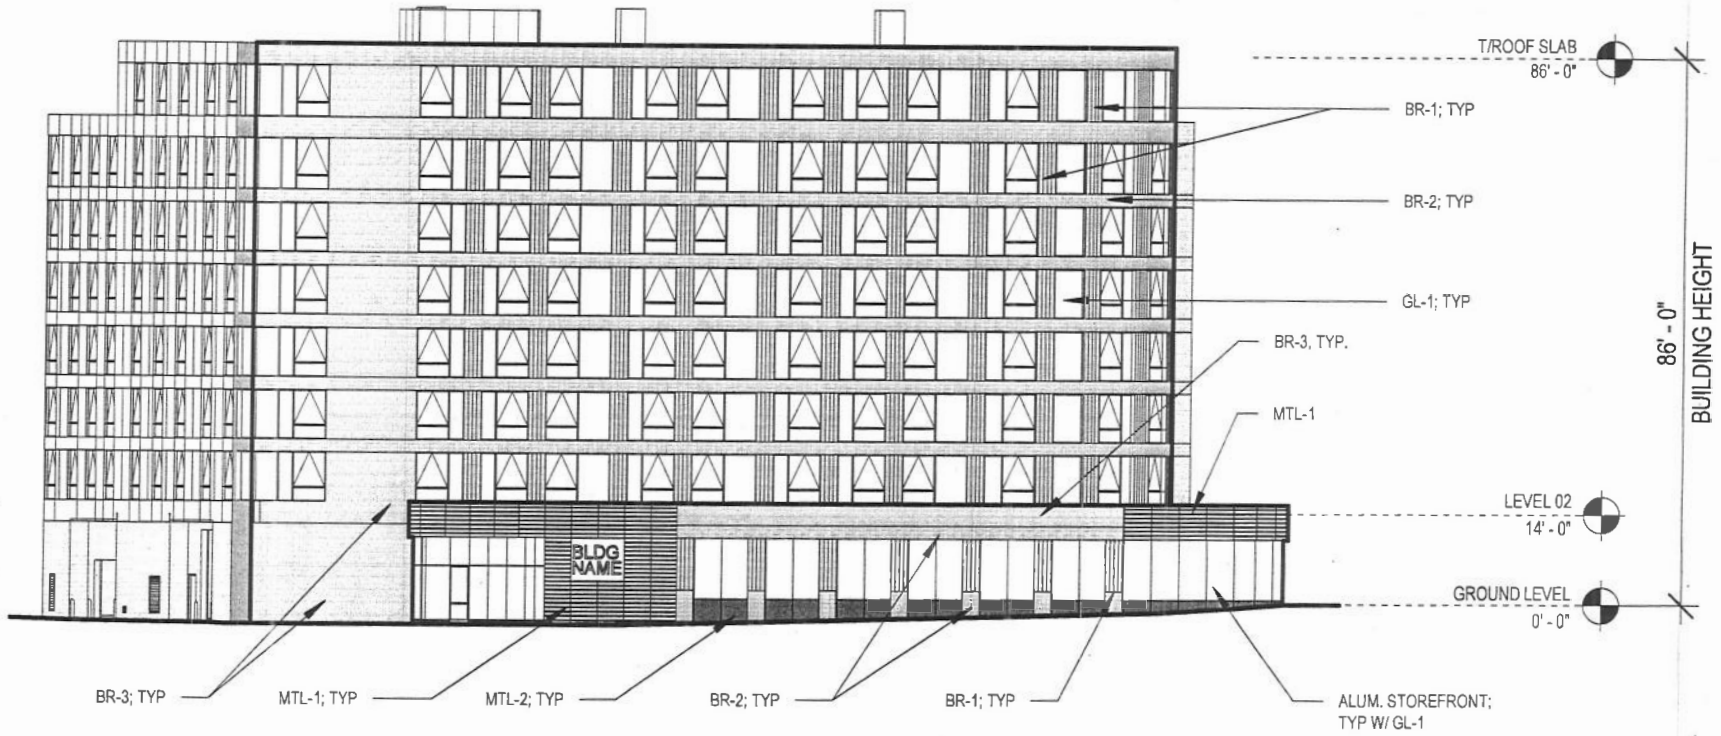 T/ROOF SLAB
86' - 0"
BR-1; TYP
BR-2; TYP
GL-1; TYP
BR-3, TYP.
MTL-1
86' - 0"
BUILDING HEIGHT
LEVEL 02
14' - 0"
BLDG
NAME
GROUND LEVEL
0' - 0"
BR-3; TYP
MTL-1; TYP
MTL-2; TYP
BR-2; TYP
BR-1; TYP
ALUM. STOREFRONT;
TYP W/ GL-1